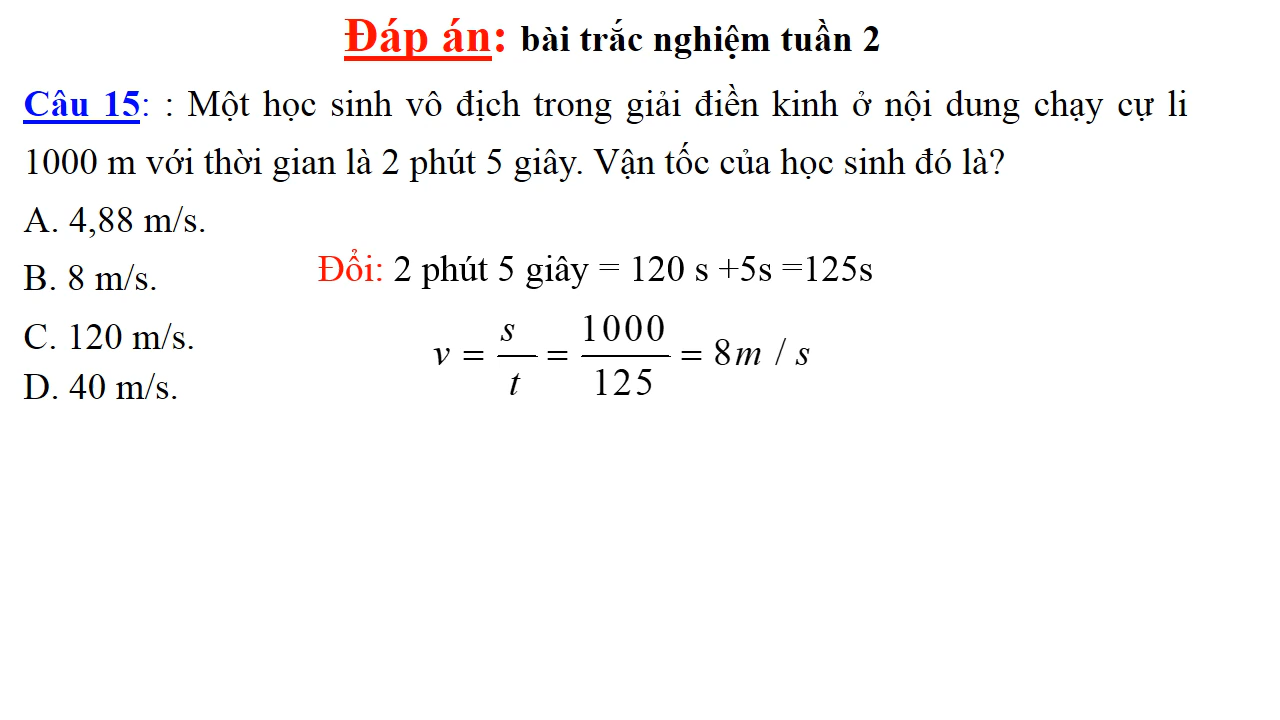 Đáp án: bài trắc nghiệm tuần 2
Câu 15: : Một học sinh vô địch trong giải điền kinh ở nội dung chạy cự li
1000 m với thời gian là 2 phút 5 giây. Vận tốc của học sinh đó là?
A. 4,88 m/s.
B. 8 m/s.
Đổi: 2 phút 5 giây = 120 s +5s =125s
C. 120 m/s.
v = s / t = 1000 / 125 = 8m / s
D. 40 m/s.